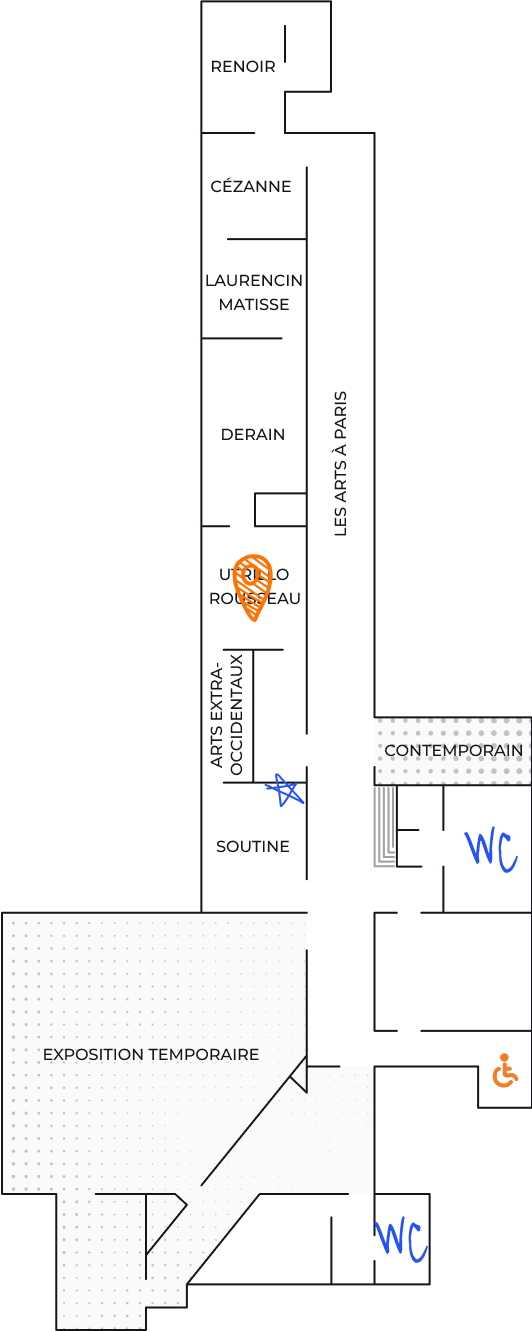 RENOIR
CÉZANNE
LAURENCIN
MATISSE
DERAIN
LES ARTS À PARIS
UTRILLO
ROUSSEAU
ARTS EXTRA-
OCCIDENTAUX
CONTEMPORAIN
SOUTINE
WC
EXPOSITION TEMPORAIRE
WC